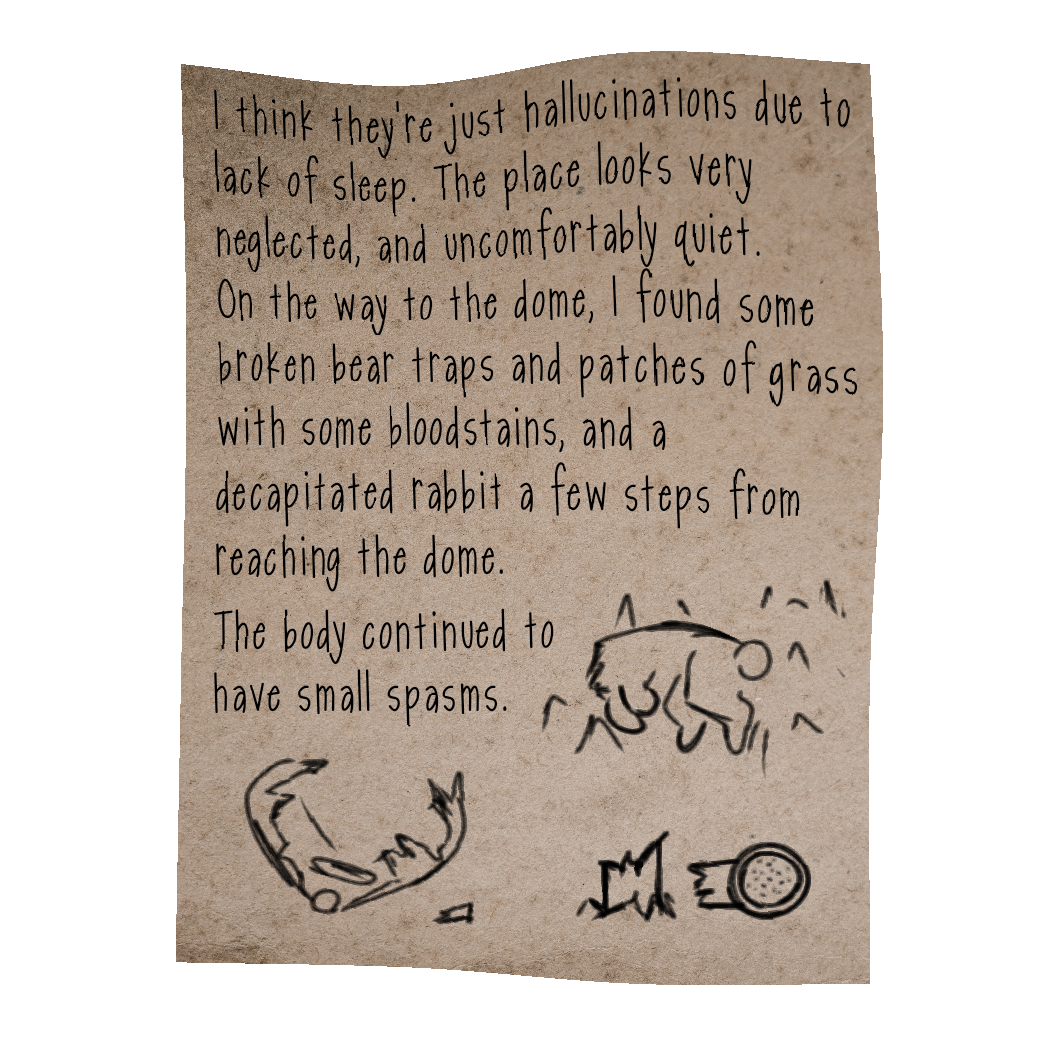 I think they're just hallucinations due to
lack of sleep. The place looks very
neglected, and uncomfortably quiet.
On the way to the dome, I found some
broken bear traps and patches of grass
with some bloodstains, and a
decapitated rabbit a few steps from
reaching the dome.
The body continued to
have small spasms.